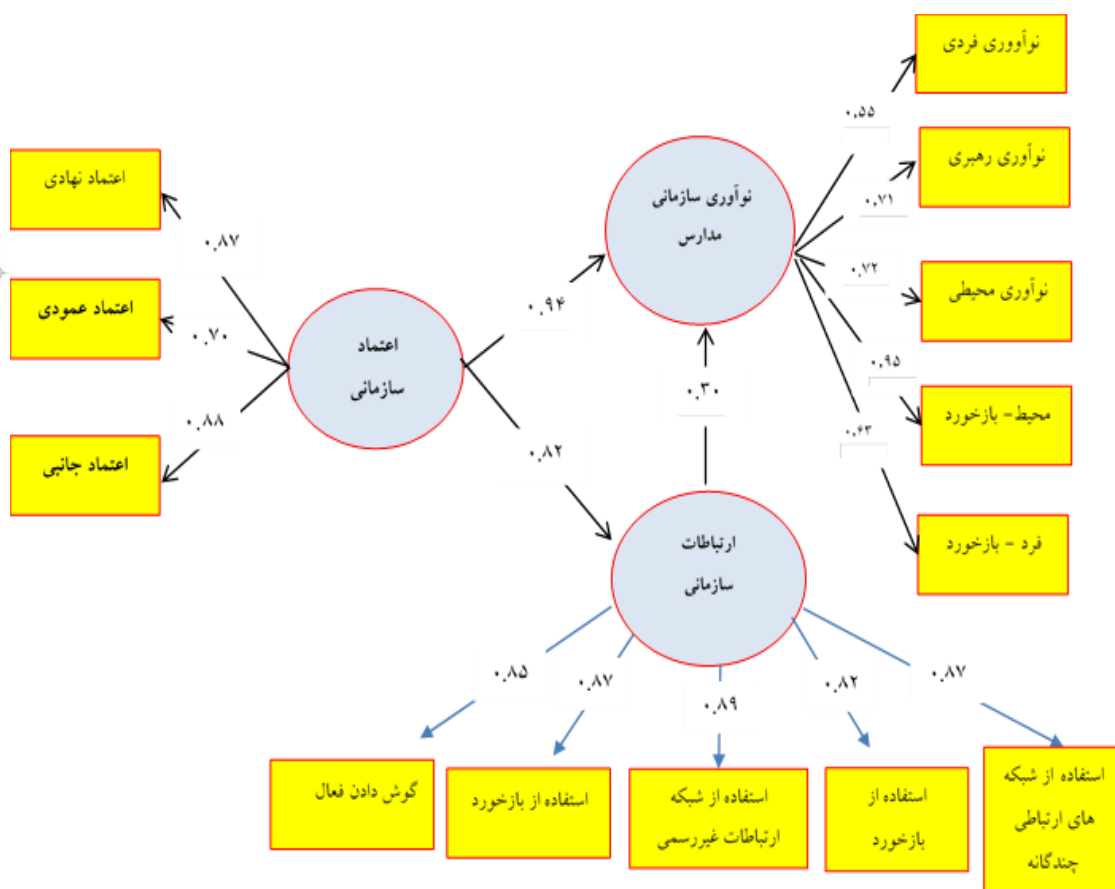 نوآووری فردی
۰,۵۵
نوآوری رهبری
۰,۷۱
نوآوری سازمانی
مدارس
اعتماد نهادی
۰,۸۷
۰,۷۲
نوآوری محیطی
اعتماد عمودی
۰,۷۰
۰,۹۴
اعتماد
سازمانی
۰,۹۵
۰,۳۰
محیط- بازخورد
۰,۸۸
اعتماد جانبی
۰,۶۳
۰,۸۲
فرد - بازخورد
ارتباطات
سازمانی
۰,۸۵
۰,۸۷
۰,۸۹
۰,۸۲
۰,۸۷
استفاده از شبکه
های ارتباطی
چندگانه
استفاده از
بازخورد
استفاده از شبکه
ارتباطات غیررسمی
استفاده از بازخورد
گوش دادن فعال